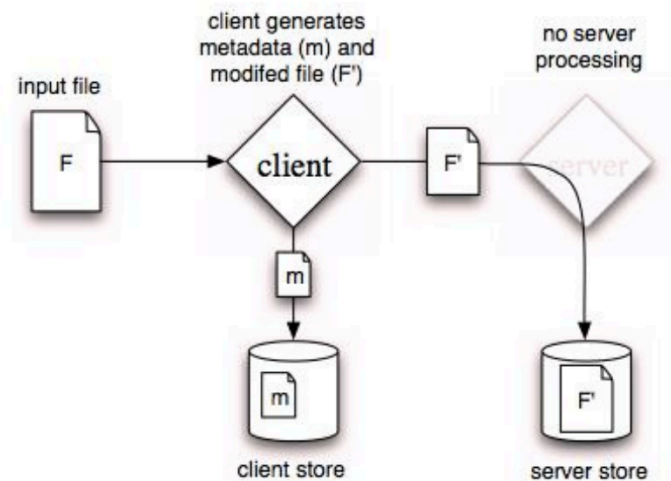 client generates
metadata (m) and
modifed file (F')
no server
processing
input file
F
client
F'
server
m
m
F'
client store
server store